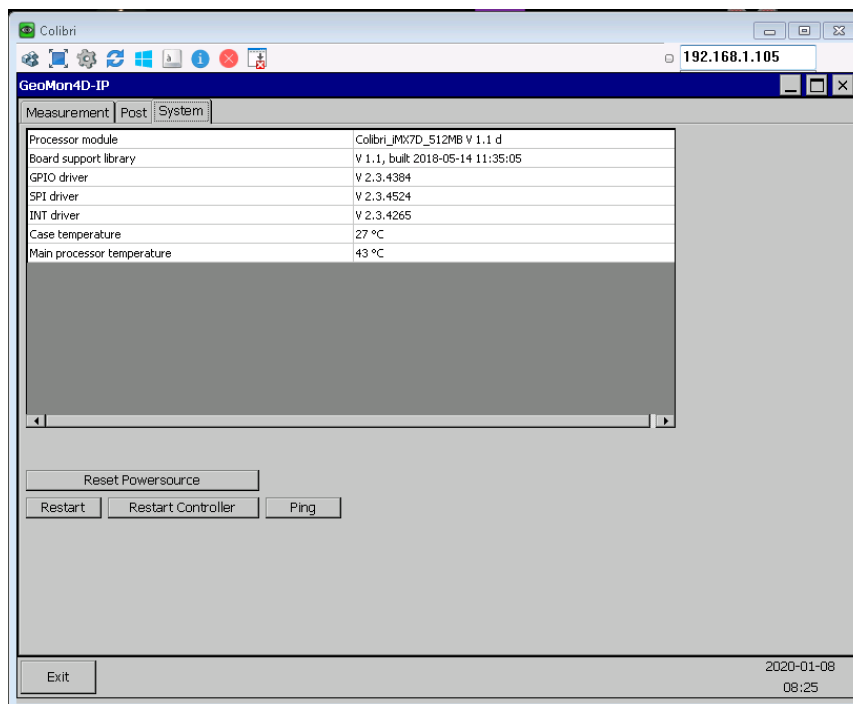 Colibri
192.168.1.105
GeoMon4D-IP
Measurement Post System
Processor module Colibri_iMX7D_512MB V 1.1 d
Board support library V 1.1, built 2018-05-14 11:35:05
GPIO driver V 2.3.4384
SPI driver V 2.3.4524
INT driver V 2.3.4265
Case temperature 27 °C
Main processor temperature 43 °C
Reset Powersource
Restart Restart Controller Ping
Exit
2020-01-08
08:25